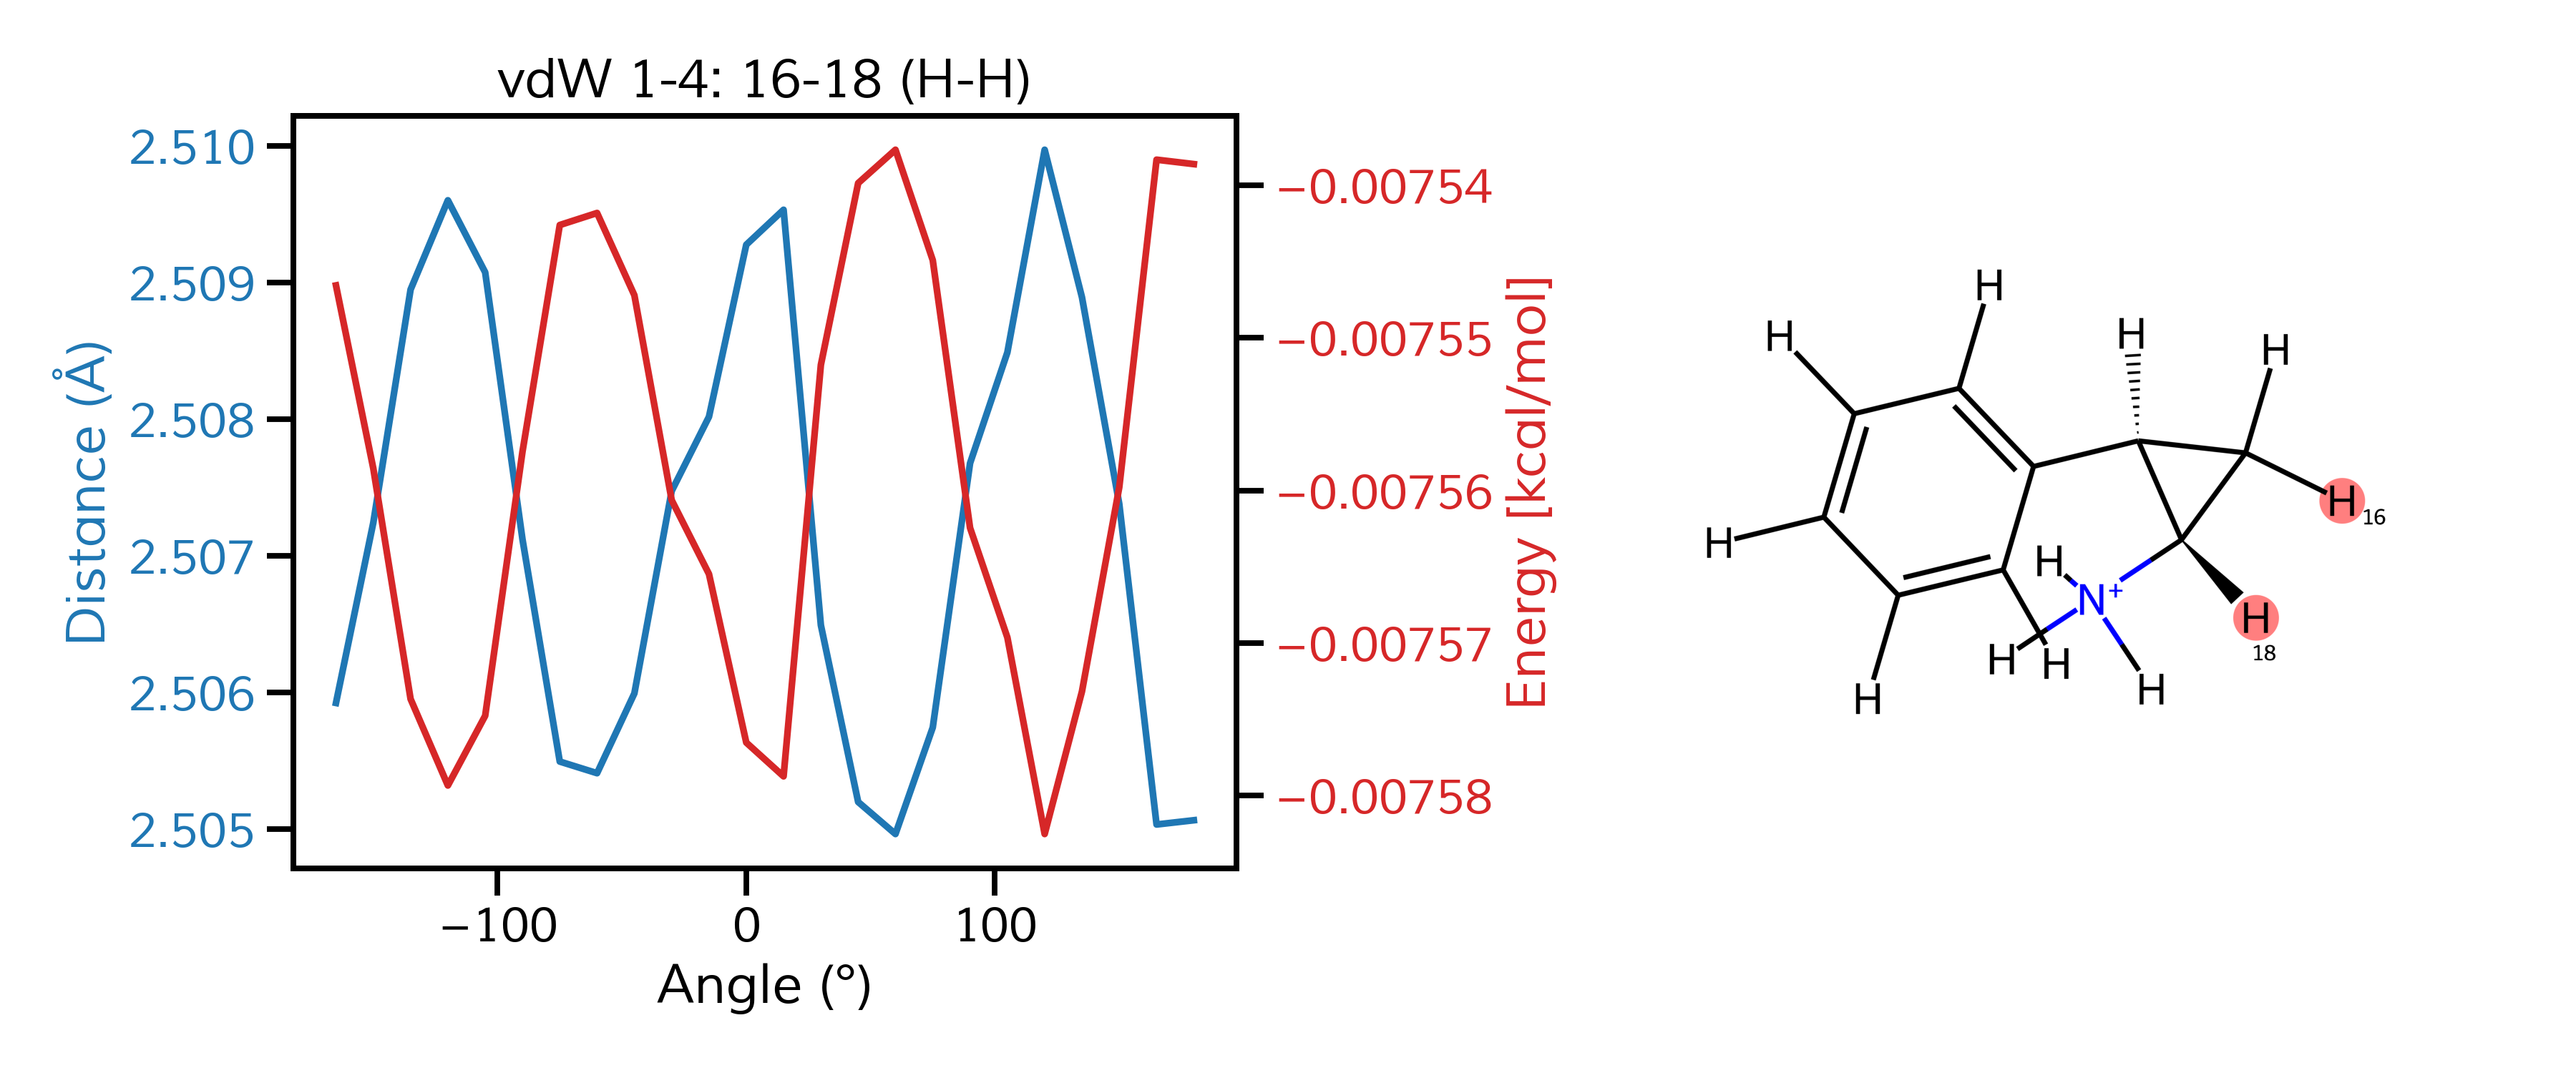 vdW 1-4: 16-18 (H-H)
2.510
2.509
2.508
2.507
2.506
2.505
Distance (Å)
−100
0
100
Angle (°)
−0.00754
−0.00755
−0.00756
−0.00757
−0.00758
Energy [kcal/mol]
H
H
H
H
H
H 16
H
N+
H 18
H
H
H
H